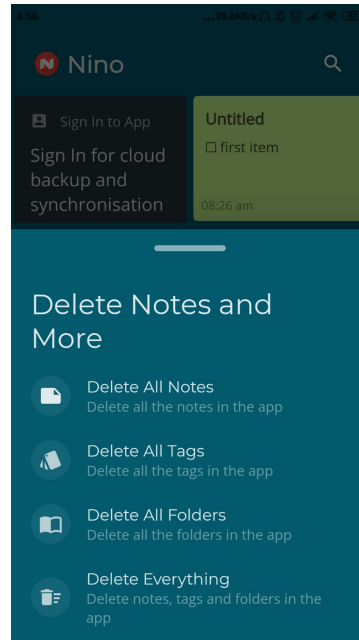 8:56
...28.6KB/s
Nino
Sign In to App
Sign In for cloud
backup and
synchronisation
Untitled
first item
08:26 am
Delete Notes and
More
Delete All Notes
Delete all the notes in the app
Delete All Tags
Delete all the tags in the app
Delete All Folders
Delete all the folders in the app
Delete Everything
Delete notes, tags and folders in the
app